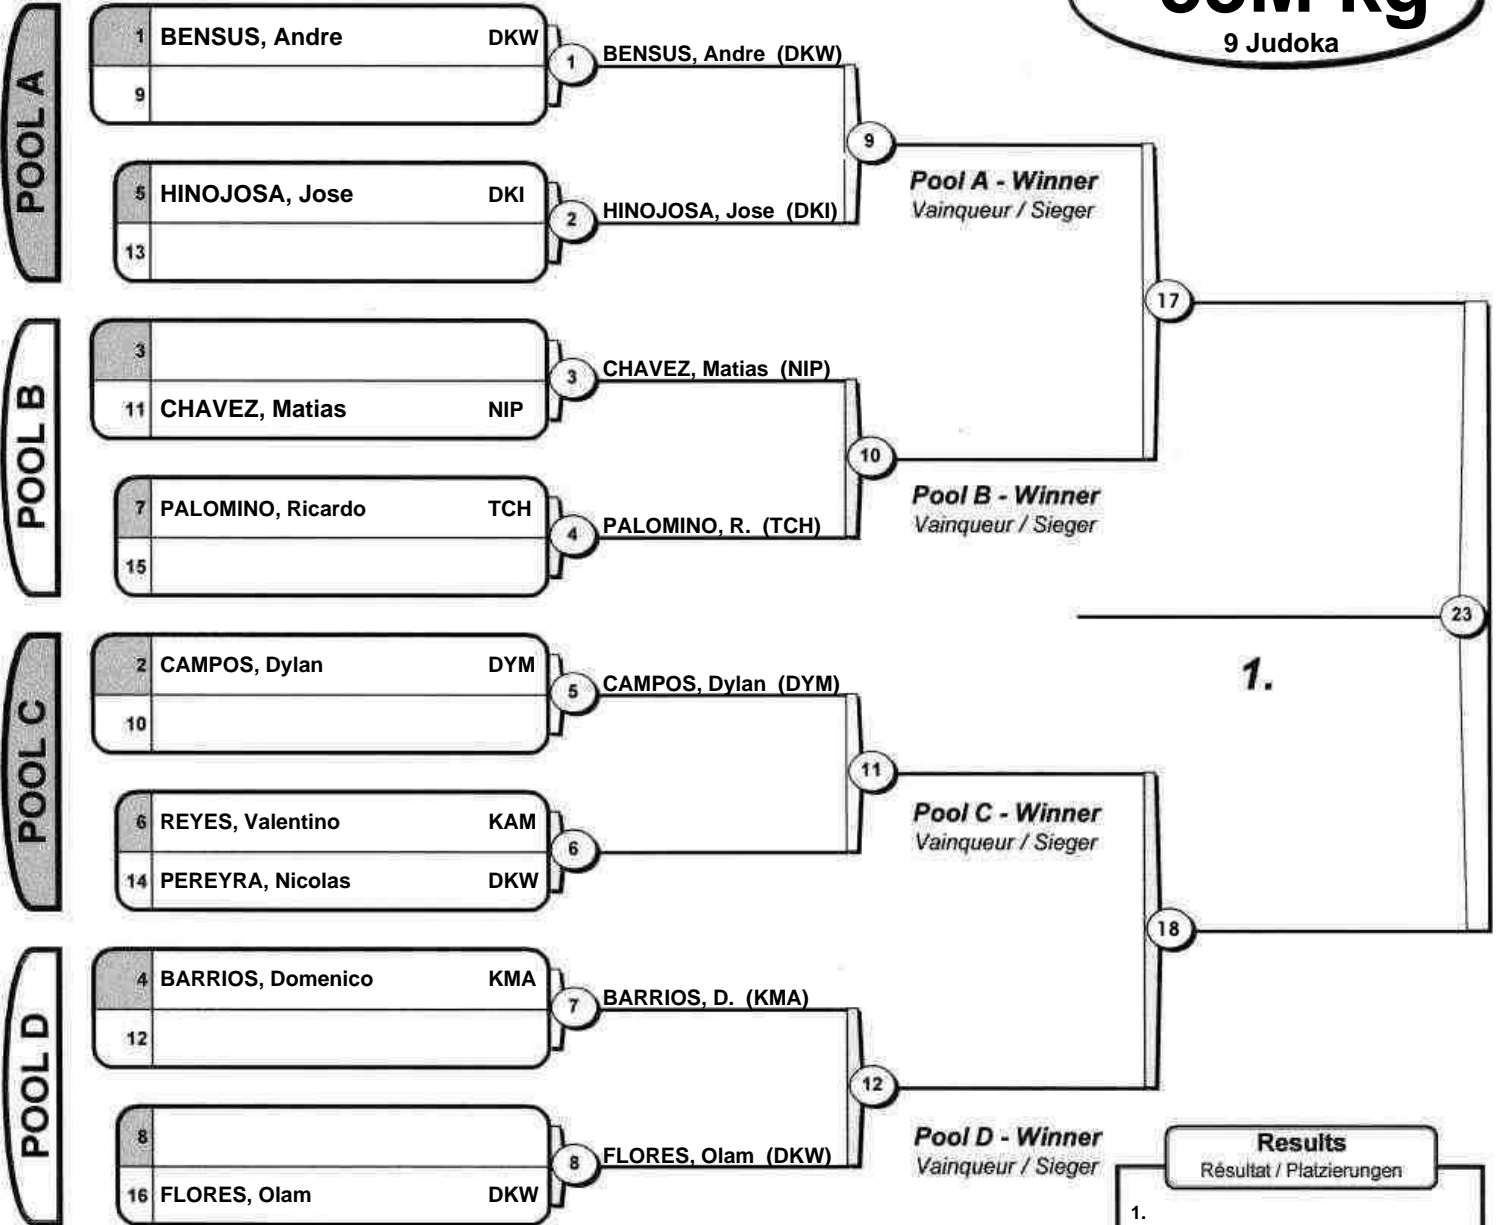 9 Judoka
POOL A
1 BENSUS, Andre DKW
9
1
BENSUS, Andre (DKW)
5 HINOJOSA, Jose DKI
13
2
HINOJOSA, Jose (DKI)
9
Pool A - Winner
Vainqueur / Sieger
POOL B
3
11 CHAVEZ, Matias NIP
3
CHAVEZ, Matias (NIP)
7 PALOMINO, Ricardo TCH
15
4
PALOMINO, R. (TCH)
10
Pool B - Winner
Vainqueur / Sieger
17
POOL C
2 CAMPOS, Dylan DYM
10
5
CAMPOS, Dylan (DYM)
6 REYES, Valentino KAM
14 PEREYRA, Nicolas DKW
6
11
Pool C - Winner
Vainqueur / Sieger
POOL D
4 BARRIOS, Domenico KMA
12
7
BARRIOS, D. (KMA)
8
16 FLORES, Olam DKW
8
FLORES, Olam (DKW)
12
Pool D - Winner
Vainqueur / Sieger
18
23
1.
Results
Résultat / Platzierungen
1.